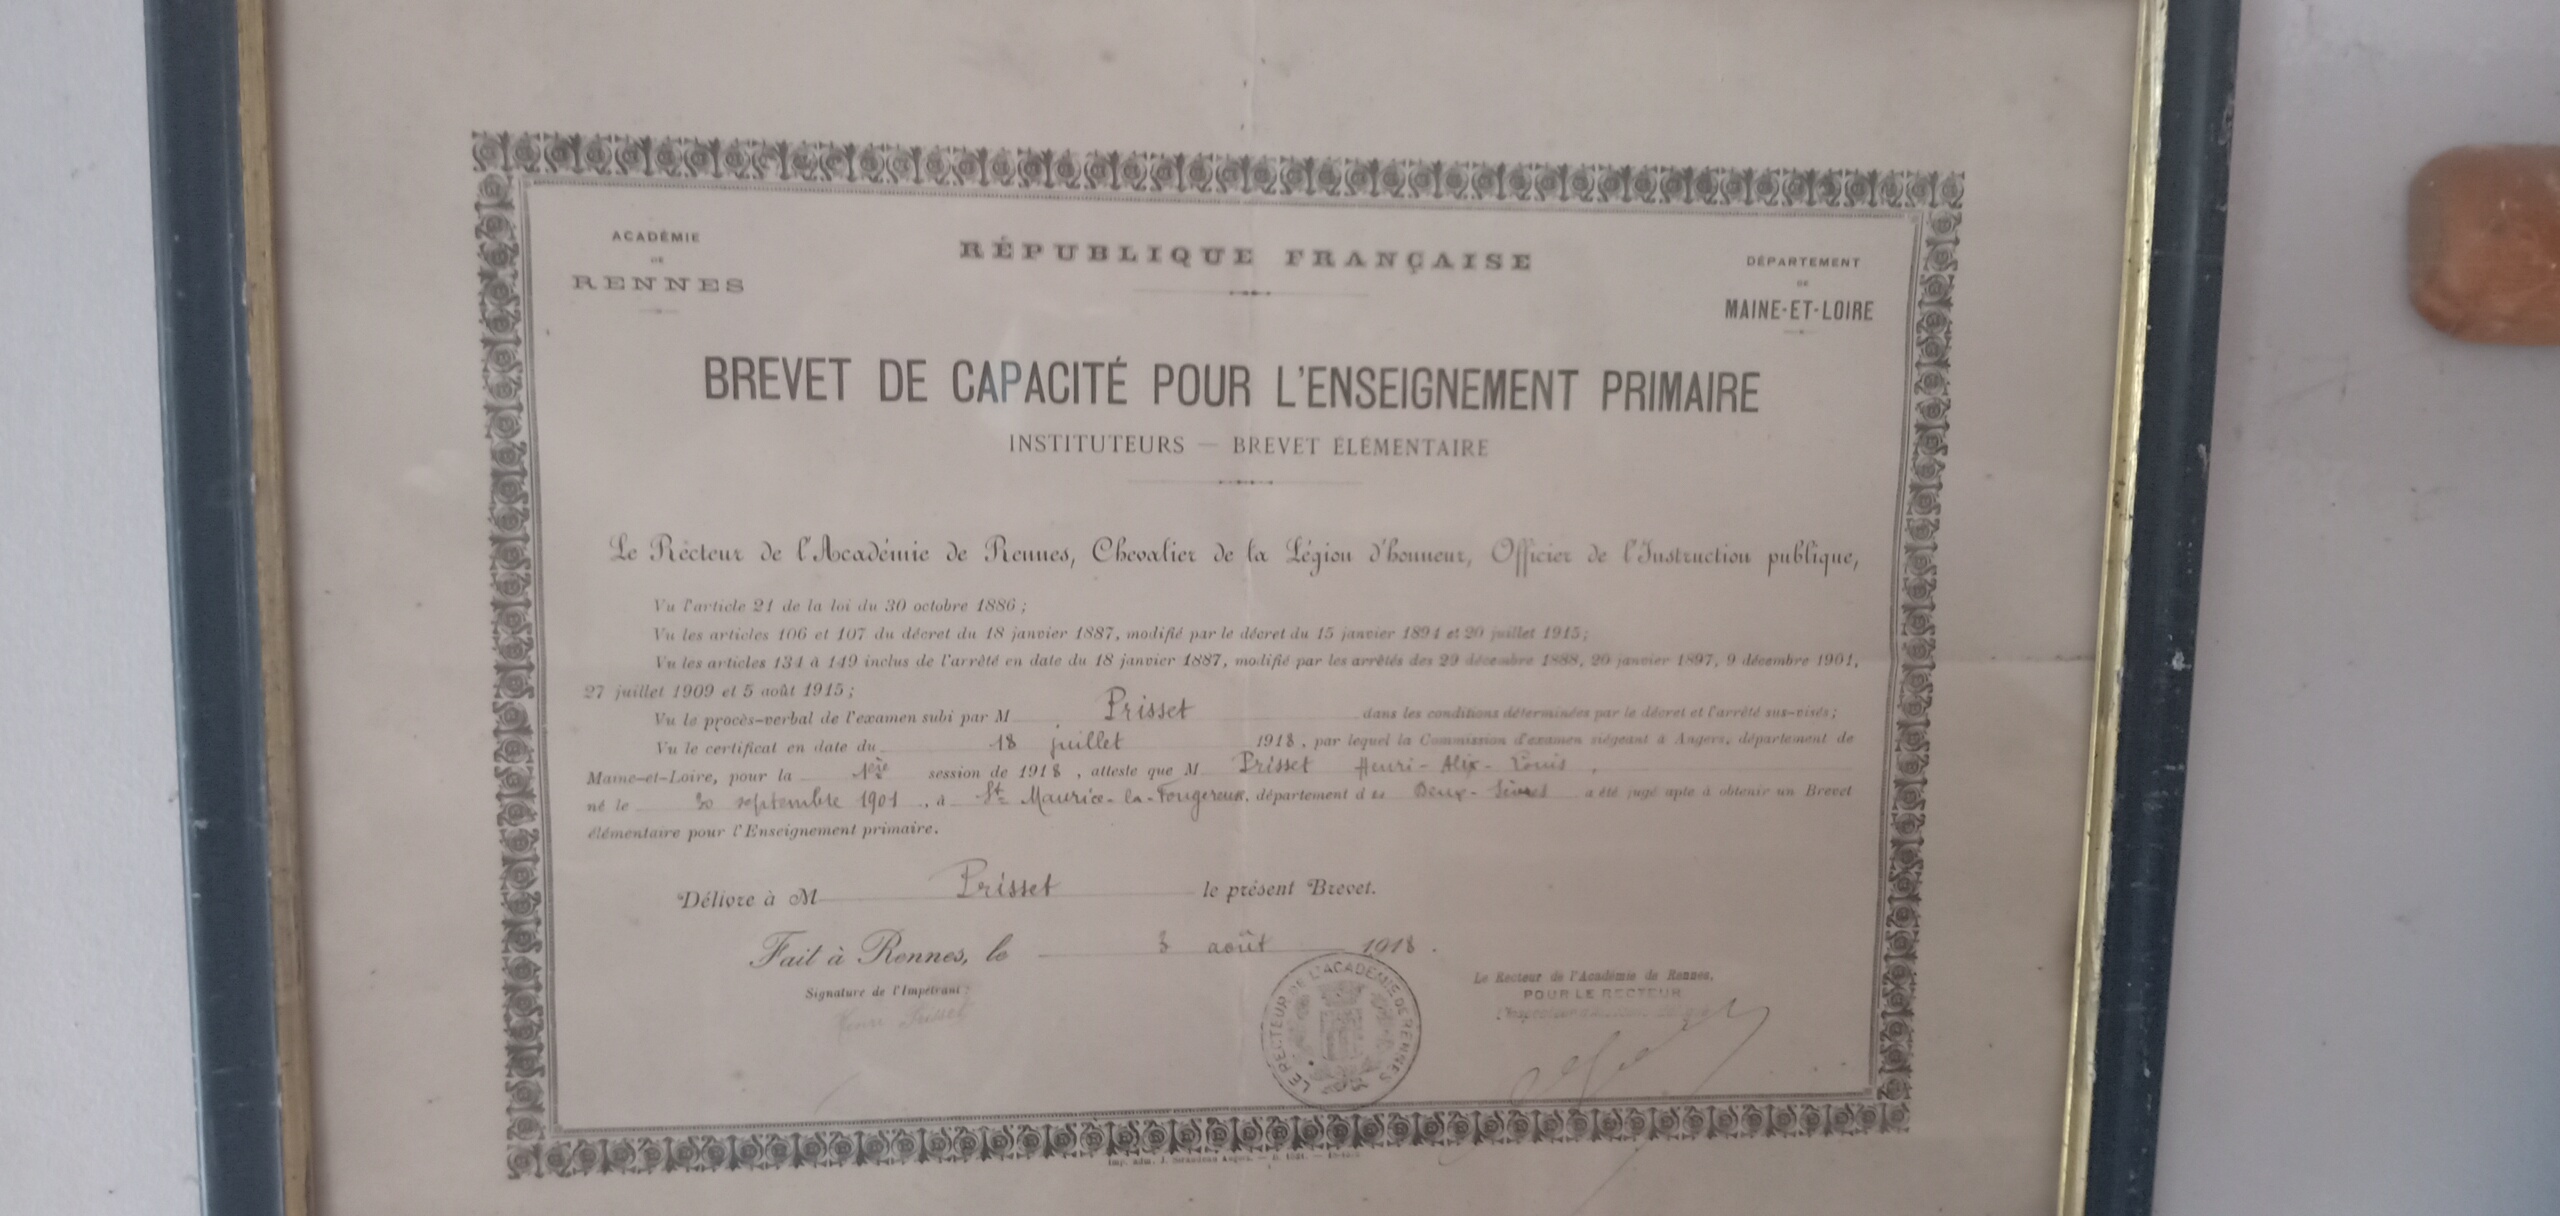 ACADÉMIE
DE
RENNES
RÉPUBLIQUE FRANÇAISE
DÉPARTEMENT
DE
MAINE-ET-LOIRE
BREVET DE CAPACITÉ POUR L'ENSEIGNEMENT PRIMAIRE
INSTITUTEURS — BREVET ÉLÉMENTAIRE
Le Recteur de l'Académie de Rennes, Chevalier de la Légion d'honneur, Officier de l'Instruction publique,
Vu l'article 21 de la loi du 30 octobre 1886;
Vu les articles 106 et 107 du décret du 18 janvier 1887, modifié par le décret du 15 janvier 1894 et 20 juillet 1915;
Vu les articles 134 à 149 inclus de l'arrêté en date du 18 janvier 1887, modifié par les arrêtés des 29 décembre 1888, 20 janvier 1897, 9 décembre 1901,
27 juillet 1909 et 5 août 1915;
Vu le procès-verbal de l'examen subi par M Prisset dans les conditions déterminées par le décret et l'arrêté sus-visés;
Vu le certificat en date du 18 juillet 1918, par lequel la Commission d'examen siégeant à Angers, département de
Maine-et-Loire, pour la 1ère session de 1918, atteste que M Prisset Henri-Alix-Louis,
né le 30 septembre 1901, à St Maurice-la-Fougereuse, département des Deux-Sèvres a été jugé apte à obtenir un Brevet
élémentaire pour l'Enseignement primaire.
Délivre à M Prisset le présent Brevet.
Fait à Rennes, le 3 août 1918.
Signature de l'Impétrant:
Henri Prisset
LE RECTEUR DE L'ACADÉMIE DE RENNES
Le Recteur de l'Académie de Rennes,
POUR LE RECTEUR
Imp. adm. J. Angers.